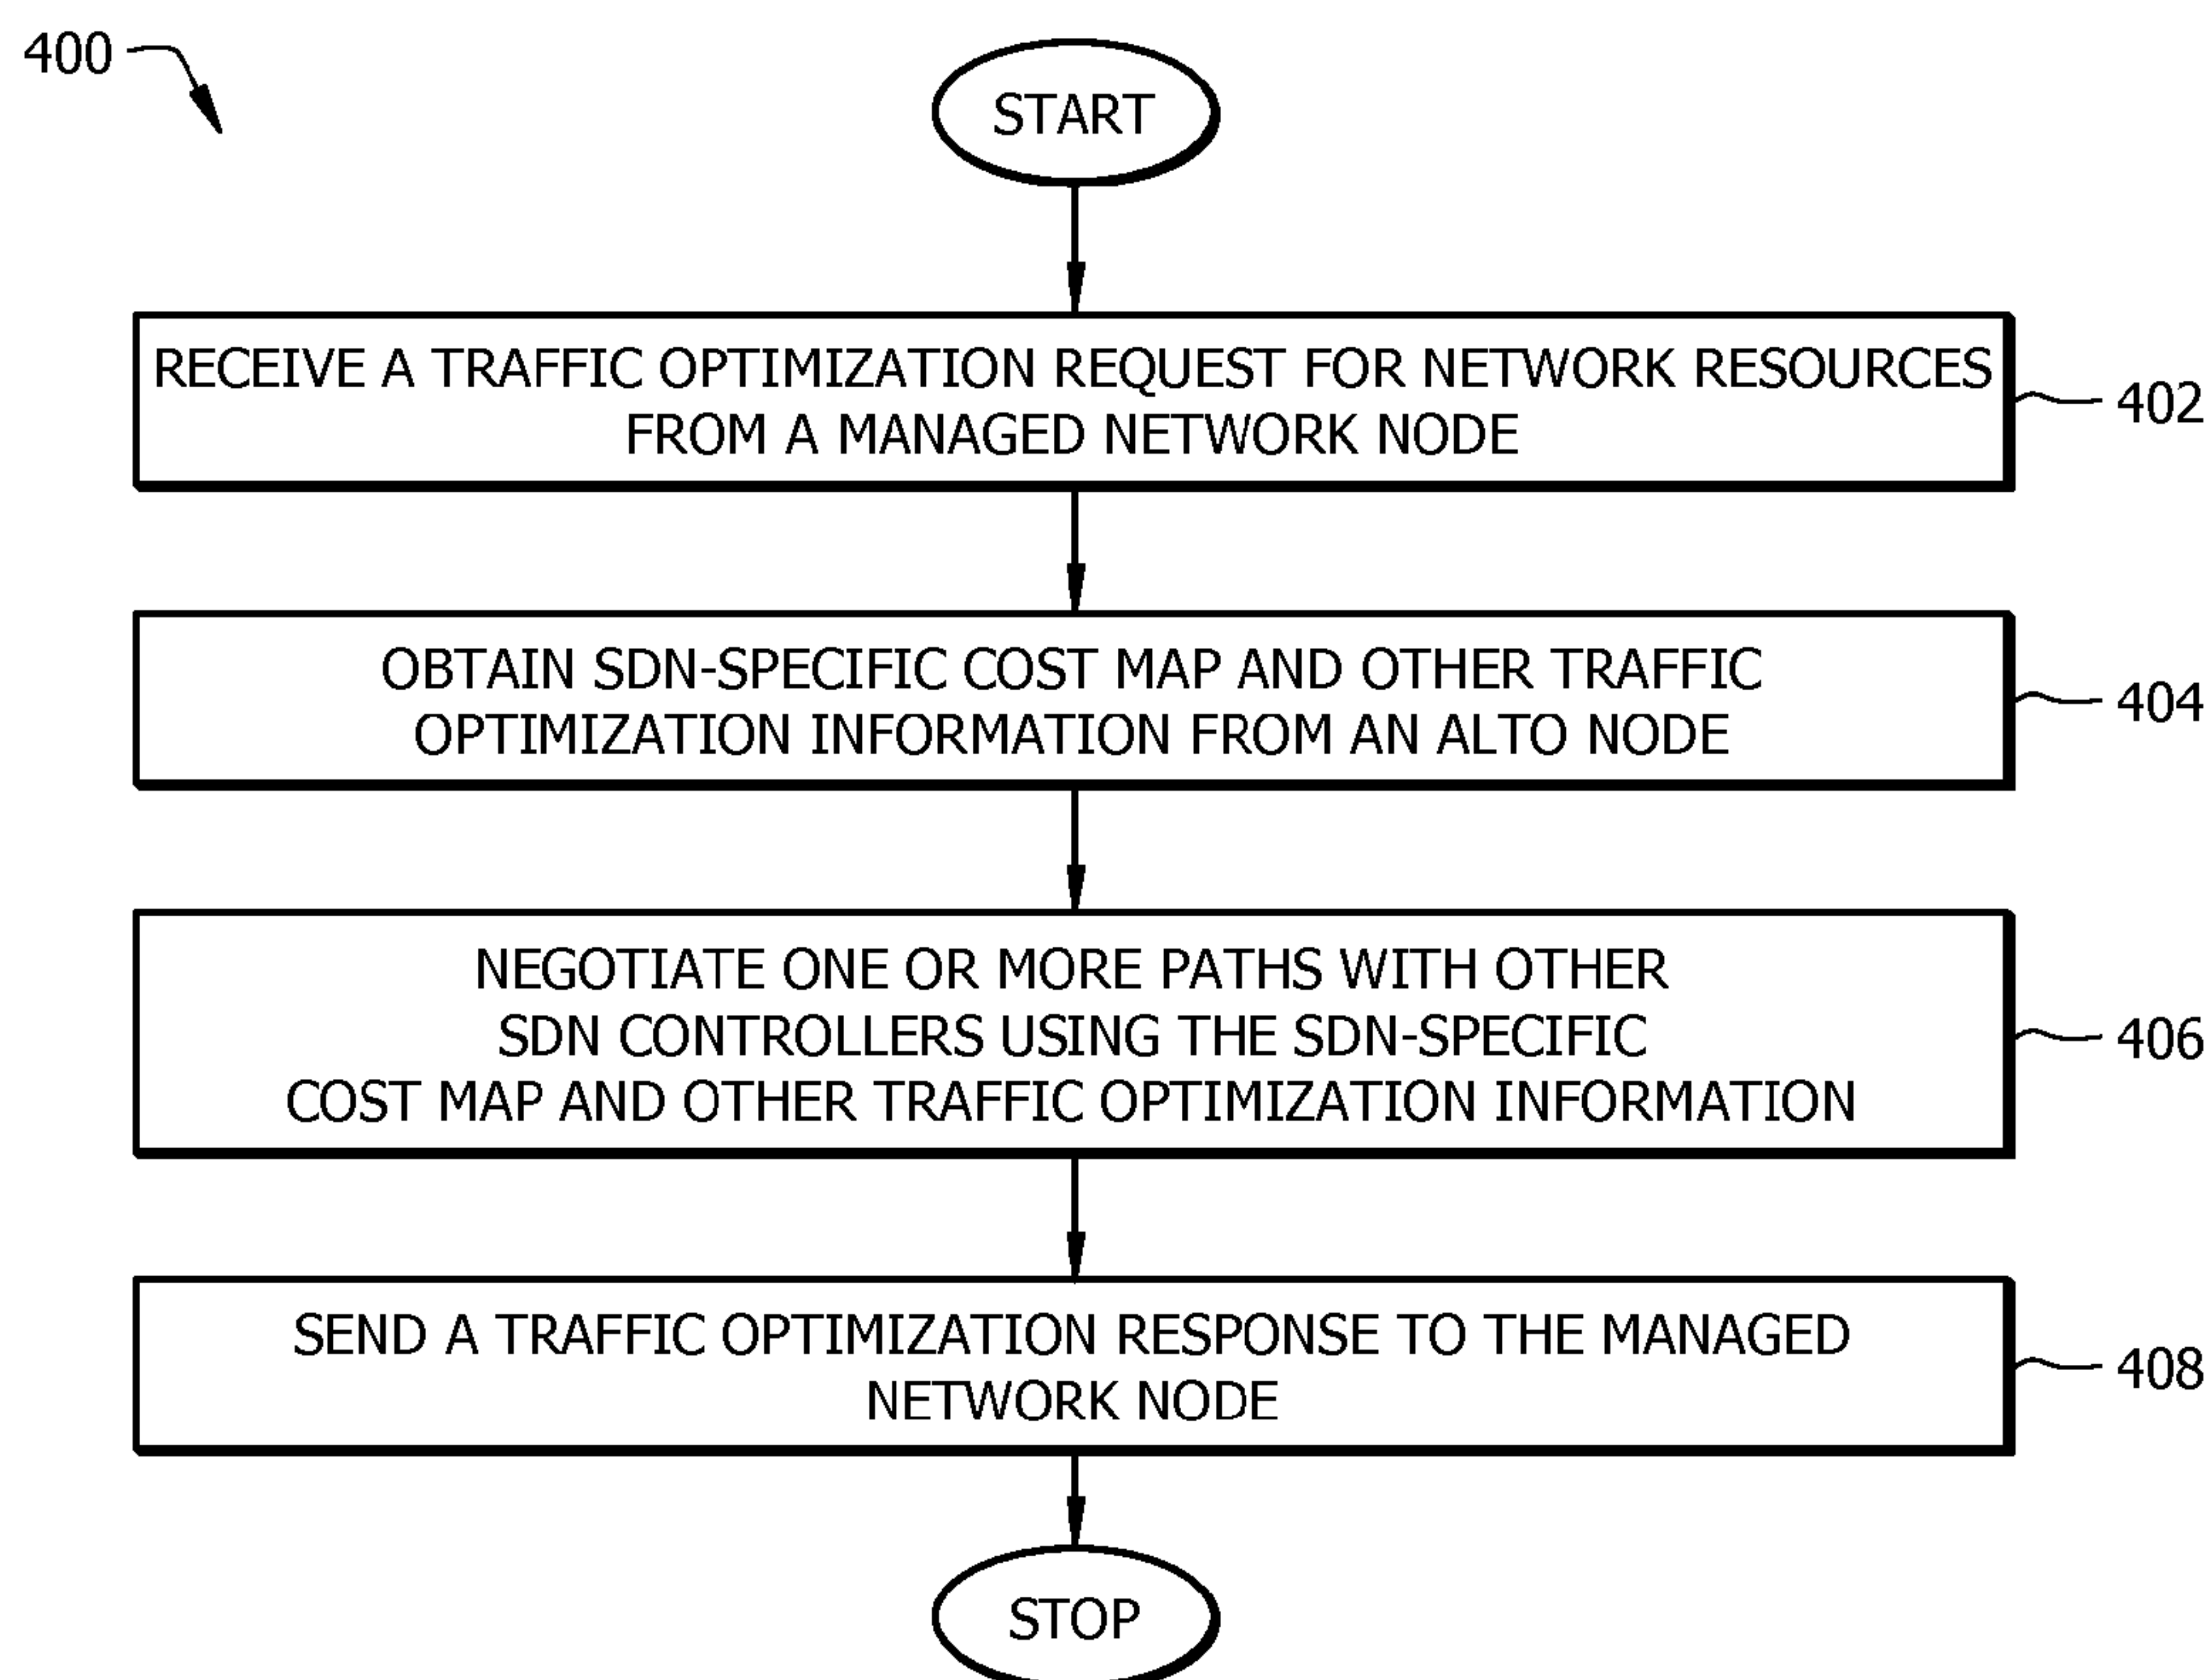 400
START
RECEIVE A TRAFFIC OPTIMIZATION REQUEST FOR NETWORK RESOURCES
FROM A MANAGED NETWORK NODE
402
OBTAIN SDN-SPECIFIC COST MAP AND OTHER TRAFFIC
OPTIMIZATION INFORMATION FROM AN ALTO NODE
404
NEGOTIATE ONE OR MORE PATHS WITH OTHER
SDN CONTROLLERS USING THE SDN-SPECIFIC
COST MAP AND OTHER TRAFFIC OPTIMIZATION INFORMATION
406
SEND A TRAFFIC OPTIMIZATION RESPONSE TO THE MANAGED
NETWORK NODE
408
STOP